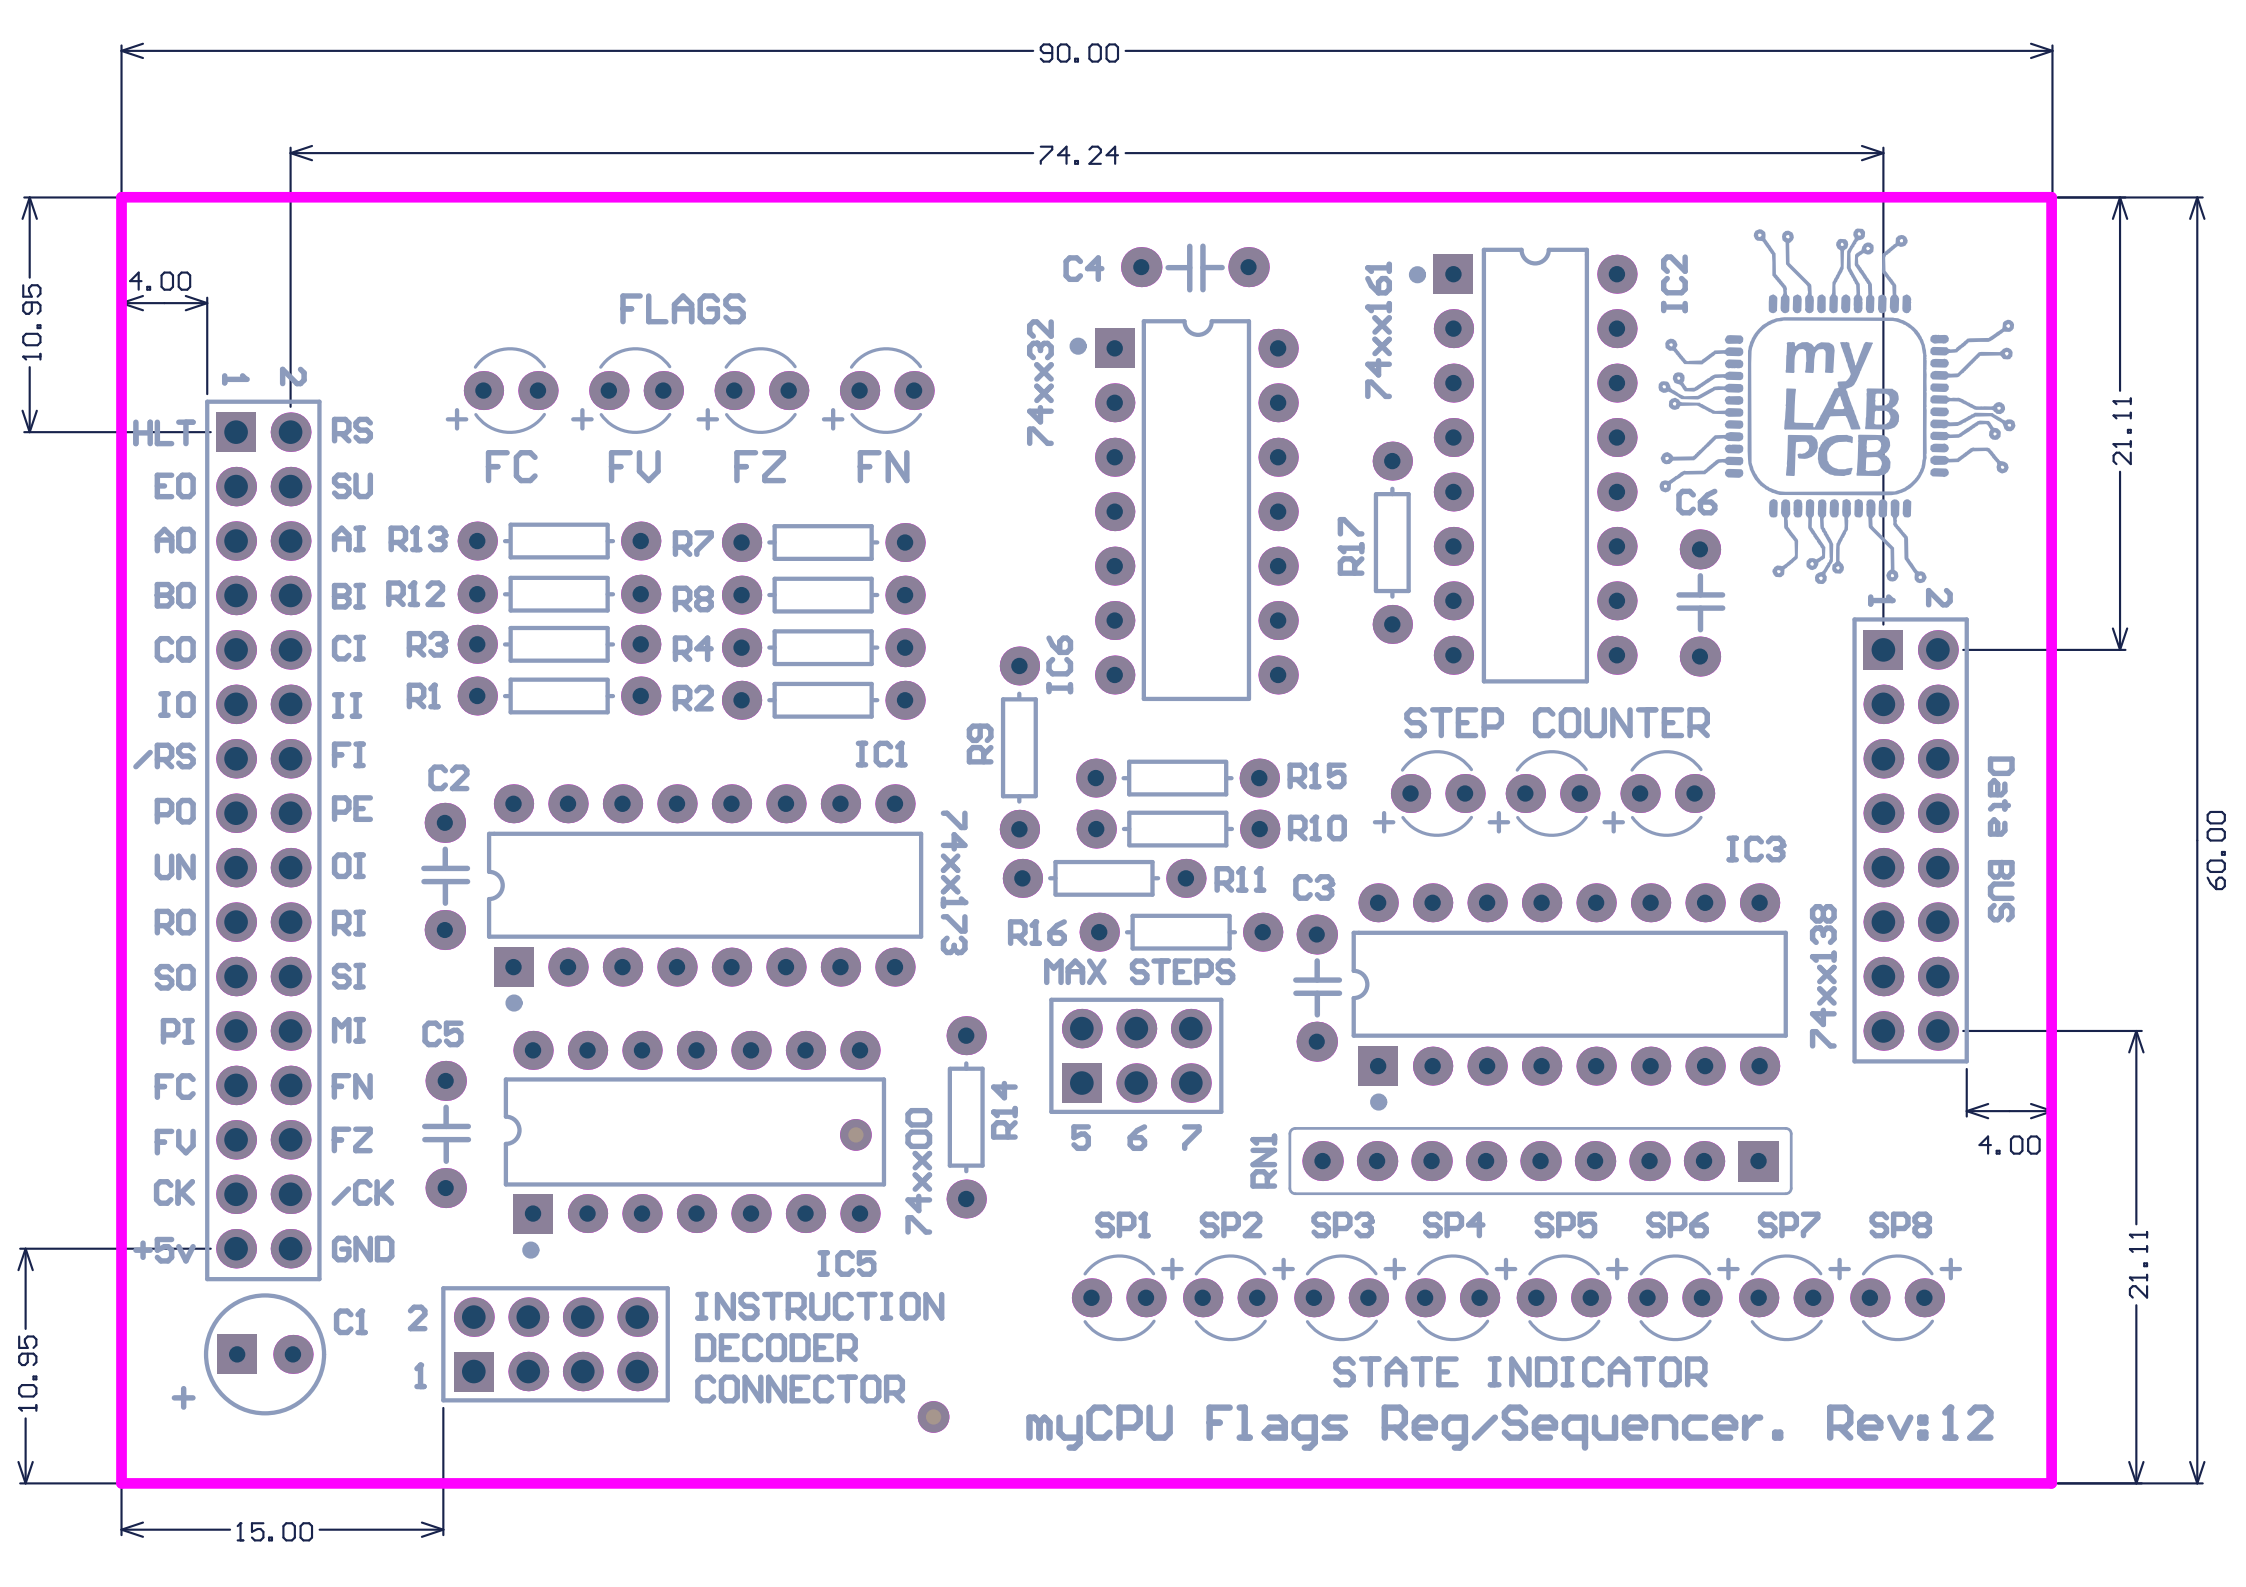 90.00
74.24
10.95
4.00
C4
74xx161
IC2
FLAGS
74xx32
my
LAB
PCB
1 2
HLT RS
FC FV FZ FN
21.11
EO SU
C6
AO AI
R13 R7
R17
BO BI
R12 R8
1 2
CO CI
R3 R4
IC6
IO II
R1 R2
STEP COUNTER
R9
/RS FI
IC1
C2
R15
Data BUS
PO PE
R10
60.00
74xx173
IC3
UN OI
R11
C3
RO RI
R16
74xx138
SO SI
MAX STEPS
PI MI
C5
FC FN
R14
5 6 7
4.00
FV FZ
74xx00
RN1
CK /CK
SP1 SP2 SP3 SP4 SP5 SP6 SP7 SP8
+5v GND
IC5
21.11
C1
2
1
INSTRUCTION
DECODER
CONNECTOR
10.95
STATE INDICATOR
myCPU Flags Reg/Sequencer. Rev:12
15.00